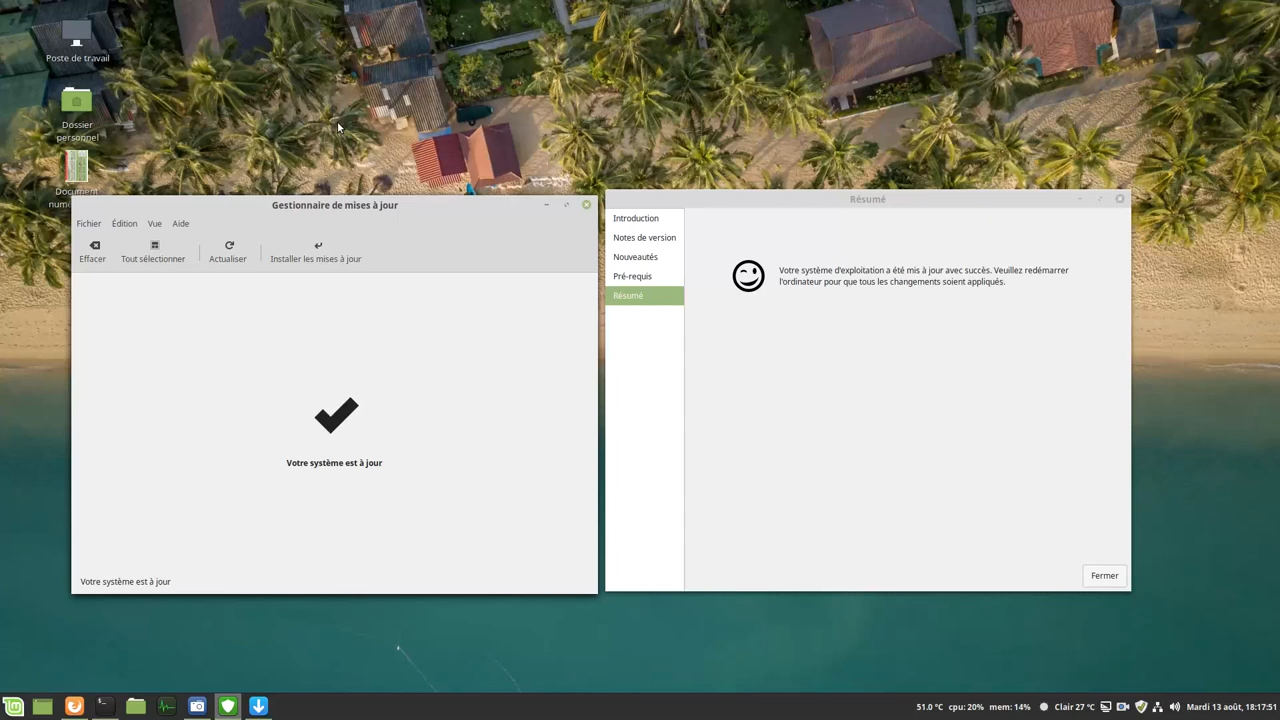 Poste de travail
Dossier
personnel
Document
Gestionnaire de mises à jour
Fichier Édition Vue Aide
Effacer Tout sélectionner Actualiser Installer les mises à jour
Votre système est à jour
Votre système est à jour
Résumé
Introduction
Notes de version
Nouveautés
Pré-requis
Résumé
Votre système d'exploitation a été mis à jour avec succès. Veuillez redémarrer
l'ordinateur pour que tous les changements soient appliqués.
Fermer
51.0 °C cpu: 20% mem: 14% Clair 27 °C Mardi 13 août, 18:17:51